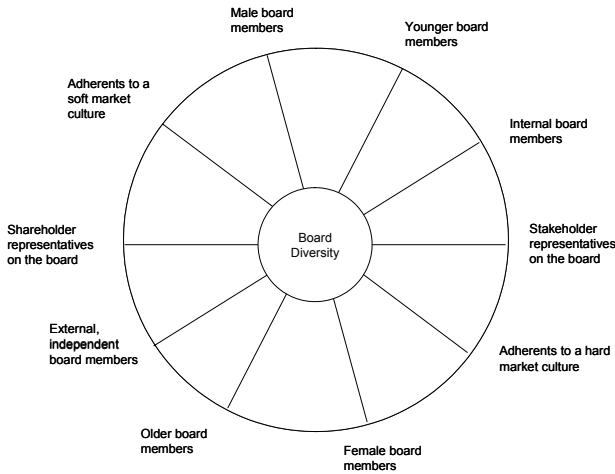 Male board
members
Younger board
members
Adherents to a
soft market
culture
Internal board
members
Shareholder
representatives
on the board
Board
Diversity
Stakeholder
representatives
on the board
External,
independent
board members
Adherents to a hard
market culture
Older board
members
Female board
members